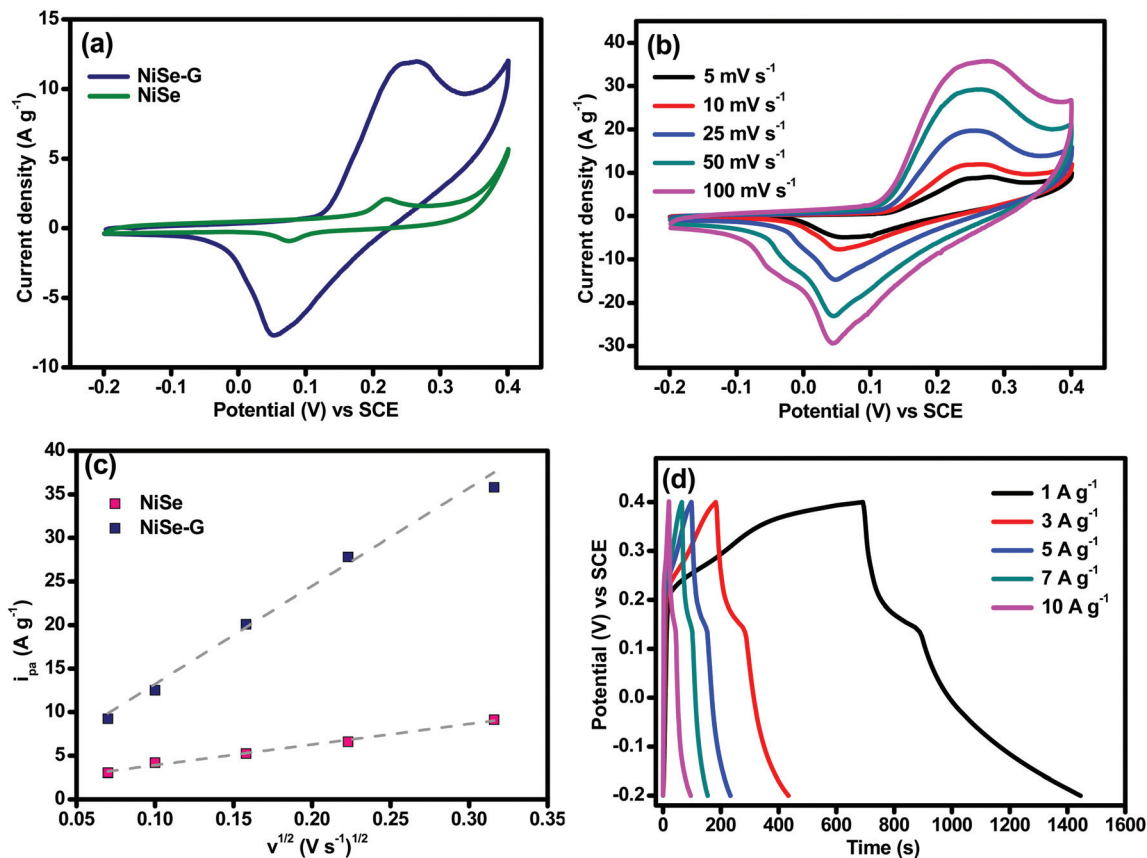 (a)
NiSe-G
NiSe
15
10
5
0
-5
-10
Current density (A g⁻¹)
-0.2 -0.1 0.0 0.1 0.2 0.3 0.4
Potential (V) vs SCE
(b)
5 mV s⁻¹
10 mV s⁻¹
25 mV s⁻¹
50 mV s⁻¹
100 mV s⁻¹
40
30
20
10
0
-10
-20
-30
Current density (A g⁻¹)
-0.2 -0.1 0.0 0.1 0.2 0.3 0.4
Potential (V) vs SCE
(c)
NiSe
NiSe-G
40
35
30
25
20
15
10
5
0
i_pa (A g⁻¹)
0.05 0.10 0.15 0.20 0.25 0.30 0.35
v^1/2 (V s⁻¹)^1/2
(d)
1 A g⁻¹
3 A g⁻¹
5 A g⁻¹
7 A g⁻¹
10 A g⁻¹
0.4
0.3
0.2
0.1
0.0
-0.1
-0.2
Potential (V) vs SCE
0 200 400 600 800 1000 1200 1400 1600
Time (s)